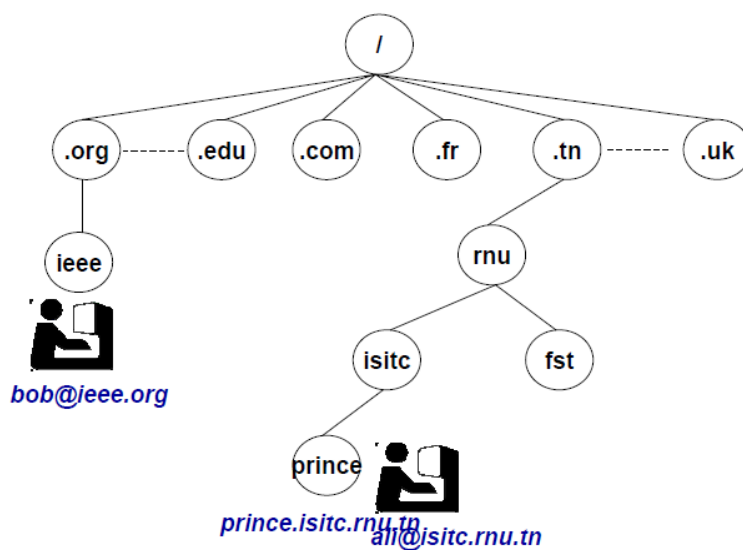 /
.org .edu .com .fr .tn .uk
ieee rnu
isitc fst
bob@ieee.org
prince
prince.isitc.rnu.tn
ali@isitc.rnu.tn